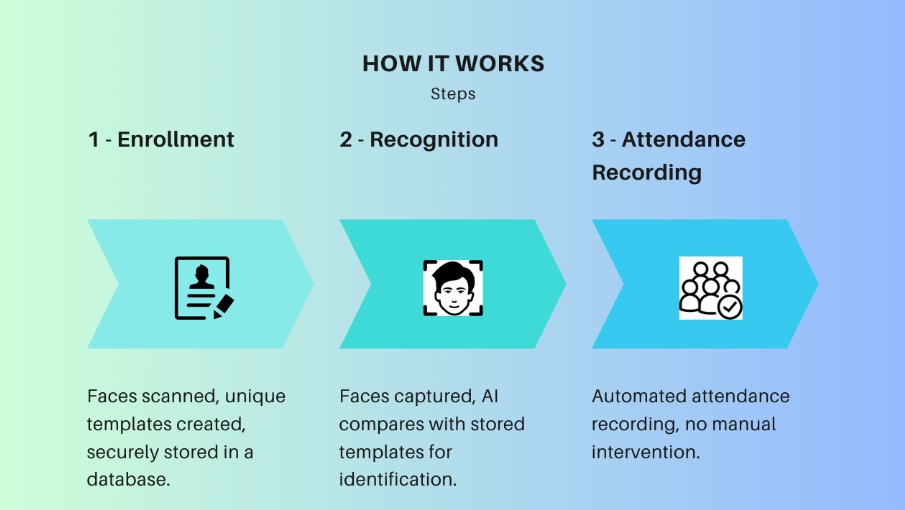 HOW IT WORKS
Steps
1 - Enrollment
2 - Recognition
3 - Attendance
Recording
Faces scanned, unique
templates created,
securely stored in a
database.
Faces captured, AI
compares with stored
templates for
identification.
Automated attendance
recording, no manual
intervention.